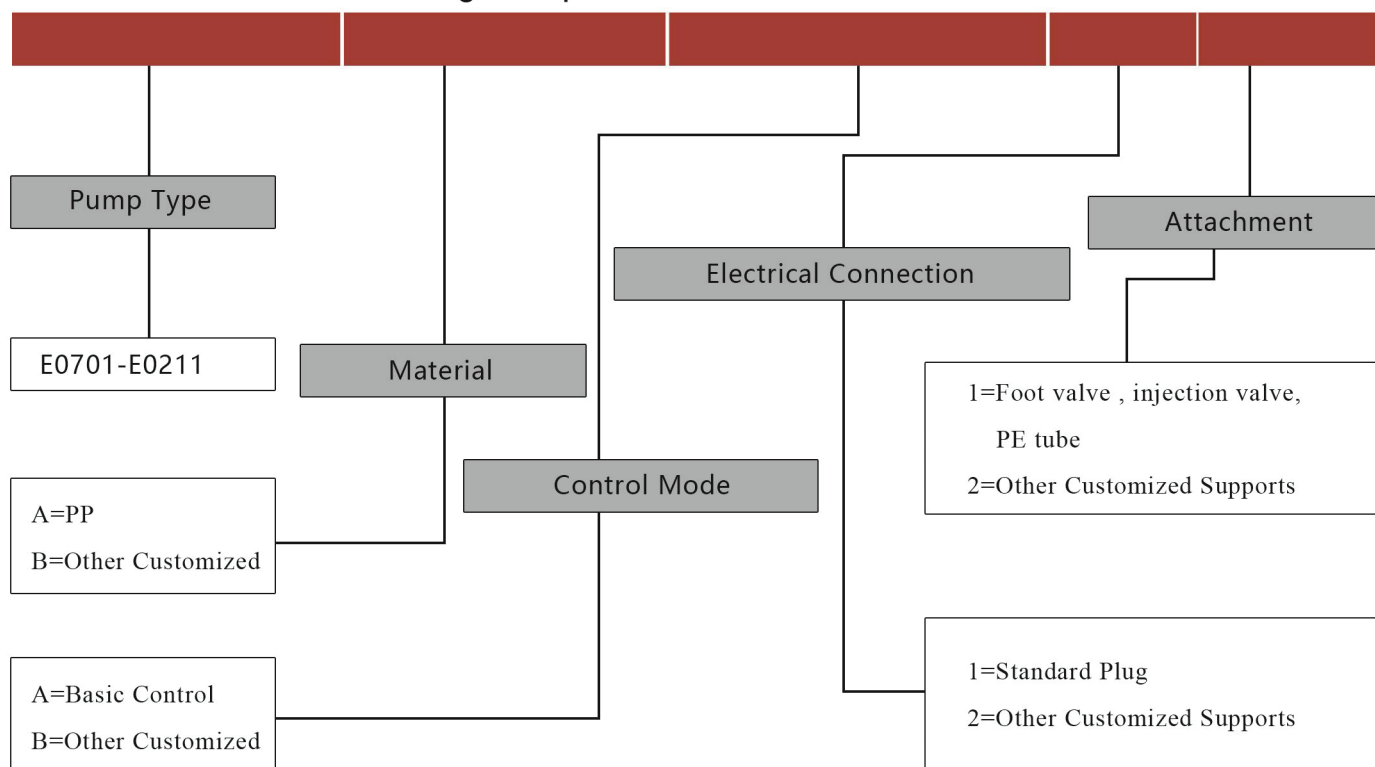 Pump Type
Attachment
Electrical Connection
E0701-E0211
Material
1=Foot valve , injection valve,
PE tube
2=Other Customized Supports
Control Mode
A=PP
B=Other Customized
1=Standard Plug
2=Other Customized Supports
A=Basic Control
B=Other Customized